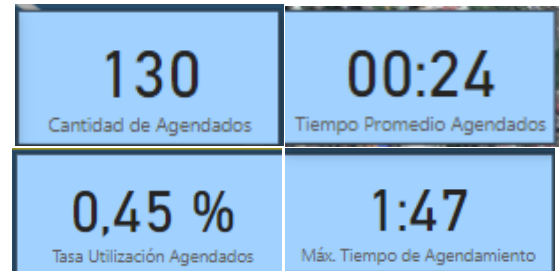 130
Cantidad de Agendados
00:24
Tiempo Promedio Agendados
0,45 %
Tasa Utilización Agendados
1:47
Máx. Tiempo de Agendamiento